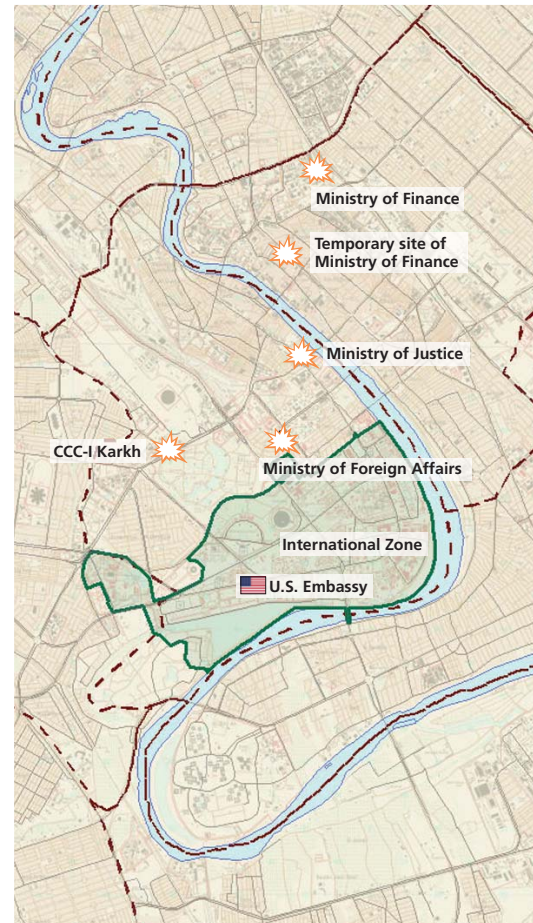 Ministry of Finance
Temporary site of
Ministry of Finance
Ministry of Justice
CCC-I Karkh
Ministry of Foreign Affairs
International Zone
U.S. Embassy